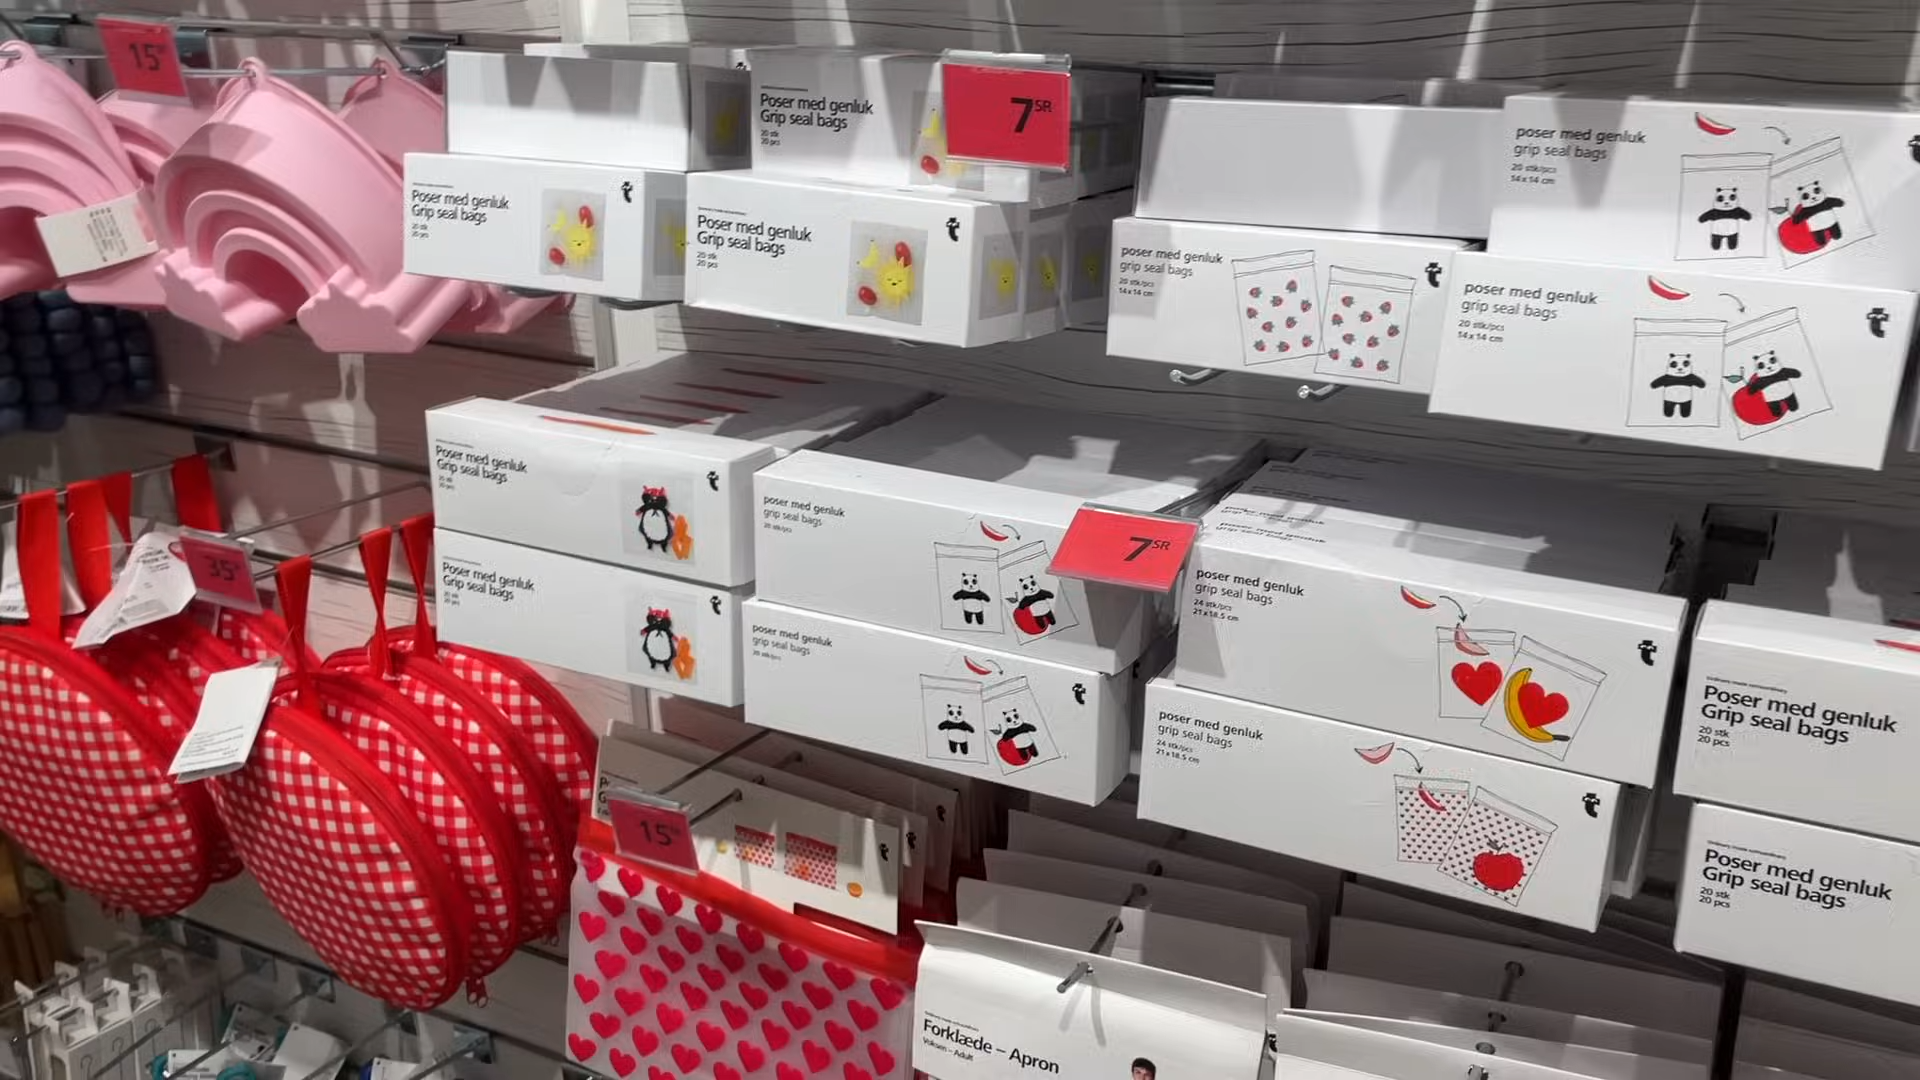 15
Poser med genluk
Grip seal bags
20 stk
20 pcs
7 SR
poser med genluk
grip seal bags
20 stk/pcs
14 x 14 cm
Poser med genluk
Grip seal bags
20 stk
20 pcs
Poser med genluk
Grip seal bags
20 stk
20 pcs
poser med genluk
grip seal bags
20 stk/pcs
14 x 14 cm
poser med genluk
grip seal bags
20 stk/pcs
14 x 14 cm
Poser med genluk
Grip seal bags
poser med genluk
grip seal bags
20 stk/pcs
7 SR
poser med genluk
grip seal bags
24 stk/pcs
21 x 18.5 cm
35
Poser med genluk
Grip seal bags
poser med genluk
grip seal bags
20 stk/pcs
poser med genluk
grip seal bags
24 stk/pcs
21 x 18.5 cm
Poser med genluk
Grip seal bags
20 stk
20 pcs
15
Poser med genluk
Grip seal bags
20 stk
20 pcs
Forklæde – Apron
Voksen – Adult